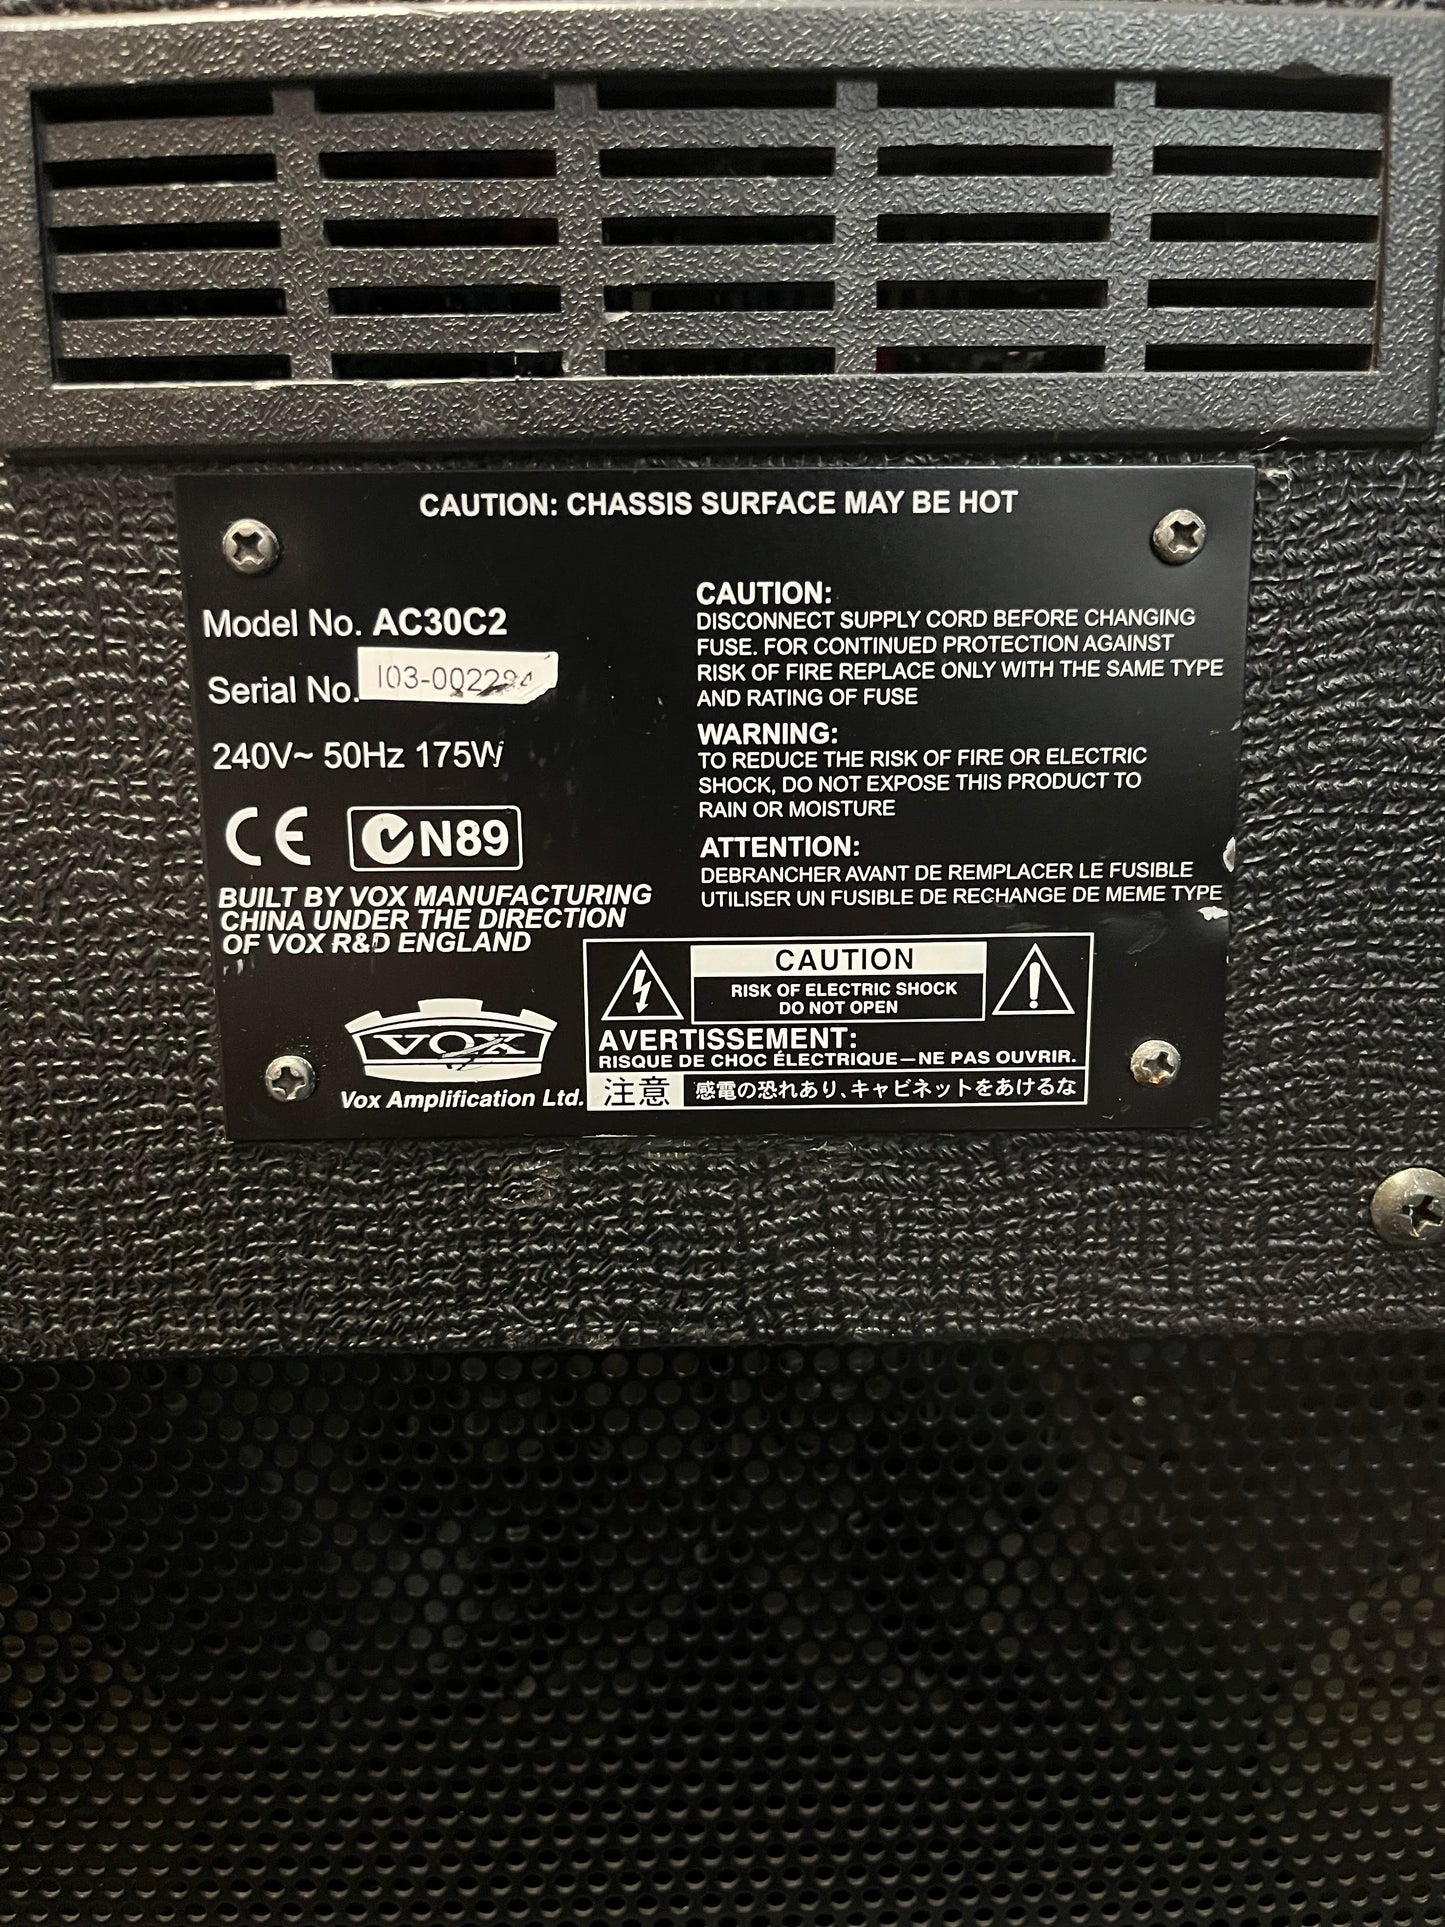 CAUTION: CHASSIS SURFACE MAY BE HOT
Model No. AC30C2
Serial No. I03-002294
240V~ 50Hz 175W
CE N89
BUILT BY VOX MANUFACTURING
CHINA UNDER THE DIRECTION
OF VOX R&D ENGLAND
VOX
Vox Amplification Ltd.
CAUTION:
DISCONNECT SUPPLY CORD BEFORE CHANGING
FUSE. FOR CONTINUED PROTECTION AGAINST
RISK OF FIRE REPLACE ONLY WITH THE SAME TYPE
AND RATING OF FUSE
WARNING:
TO REDUCE THE RISK OF FIRE OR ELECTRIC
SHOCK, DO NOT EXPOSE THIS PRODUCT TO
RAIN OR MOISTURE
ATTENTION:
DEBRANCHER AVANT DE REMPLACER LE FUSIBLE
UTILISER UN FUSIBLE DE RECHANGE DE MEME TYPE
CAUTION
RISK OF ELECTRIC SHOCK
DO NOT OPEN
AVERTISSEMENT:
RISQUE DE CHOC ÉLECTRIQUE—NE PAS OUVRIR.
注意 感電の恐れあり、キャビネットをあけるな